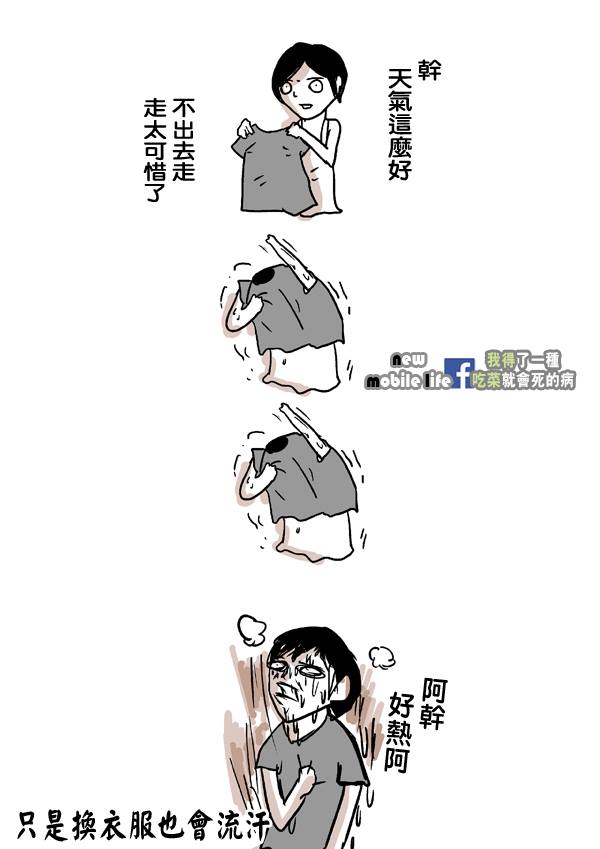 幹
天氣這麼好
不出去走
走太可惜了
new
mobile life
f
我得了一種
吃菜就會死的病
阿幹
好熱阿
只是換衣服也會流汗